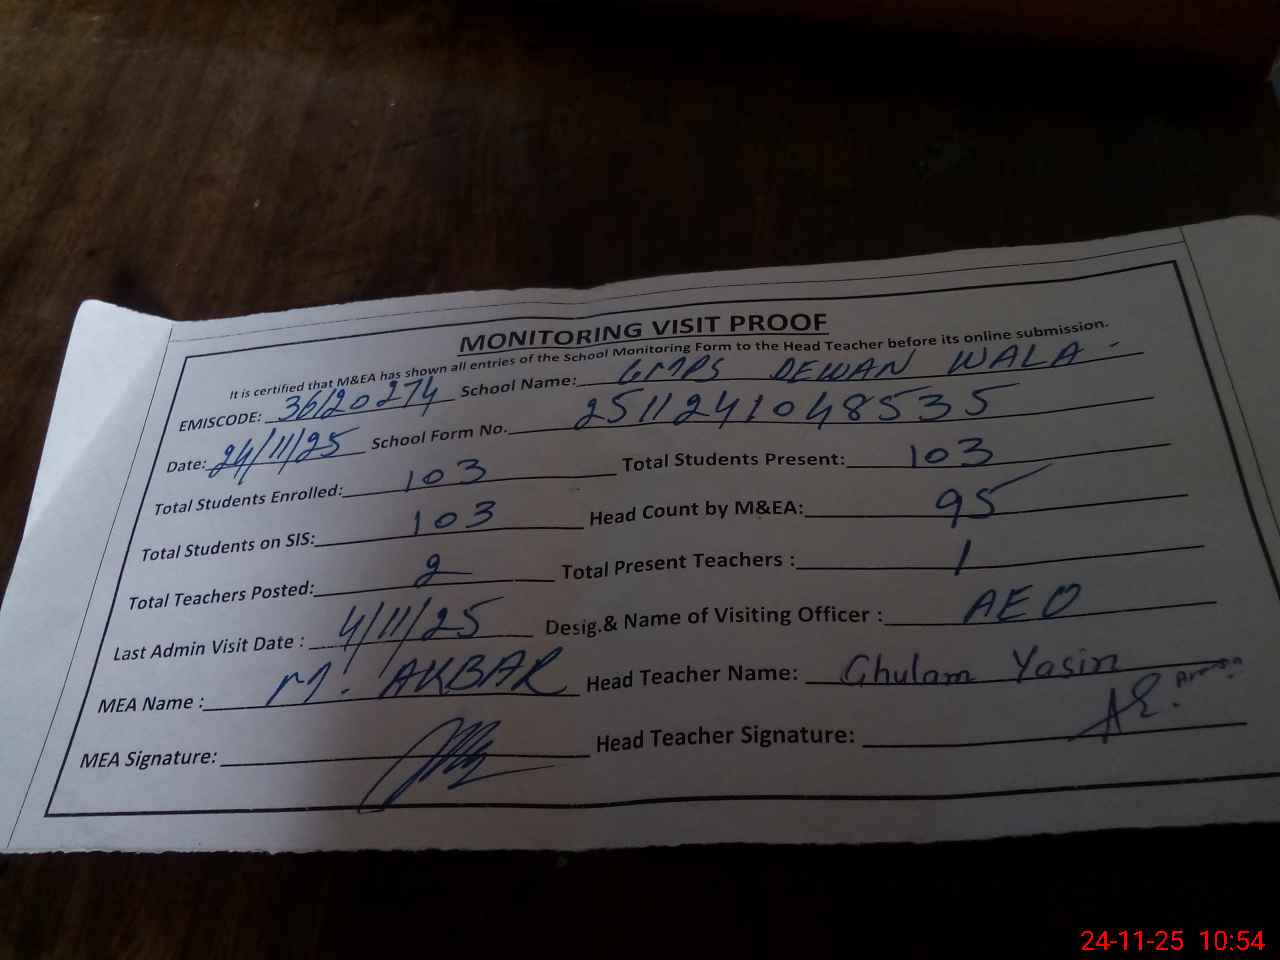 MONITORING VISIT PROOF
It is certified that M&EA has shown all entries of the School Monitoring Form to the Head Teacher before its online submission.
EMISCODE: 36120274 School Name: GMPS DEWAN WALA.
Date: 24/11/25 School Form No. 2511241048535
Total Students Enrolled: 103 Total Students Present: 103
Total Students on SIS: 103 Head Count by M&EA: 95
Total Teachers Posted: 2 Total Present Teachers : 1
Last Admin Visit Date : 4/11/25 Desig.& Name of Visiting Officer : AEO
MEA Name : M. AKBAR Head Teacher Name: Ghulam Yasin
MEA Signature: Head Teacher Signature:
24-11-25 10:54